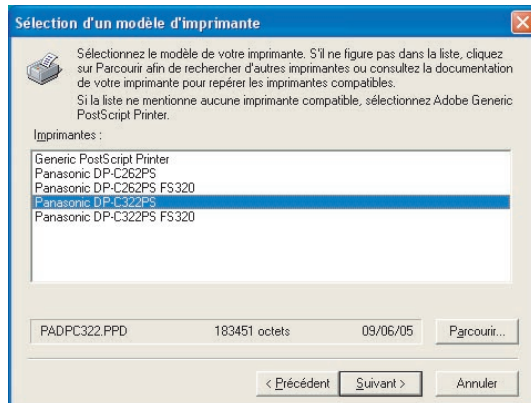 Sélection d'un modèle d'imprimante
Sélectionnez le modèle de votre imprimante. S'il ne figure pas dans la liste, cliquez
sur Parcourir afin de rechercher d'autres imprimantes ou consultez la documentation
de votre imprimante pour repérer les imprimantes compatibles.
Si la liste ne mentionne aucune imprimante compatible, sélectionnez Adobe Generic
PostScript Printer.
Imprimantes :
Generic PostScript Printer
Panasonic DP-C262PS
Panasonic DP-C262PS FS320
Panasonic DP-C322PS
Panasonic DP-C322PS FS320
PADPC322.PPD 183451 octets 09/06/05 Parcourir...
< Précédent Suivant > Annuler